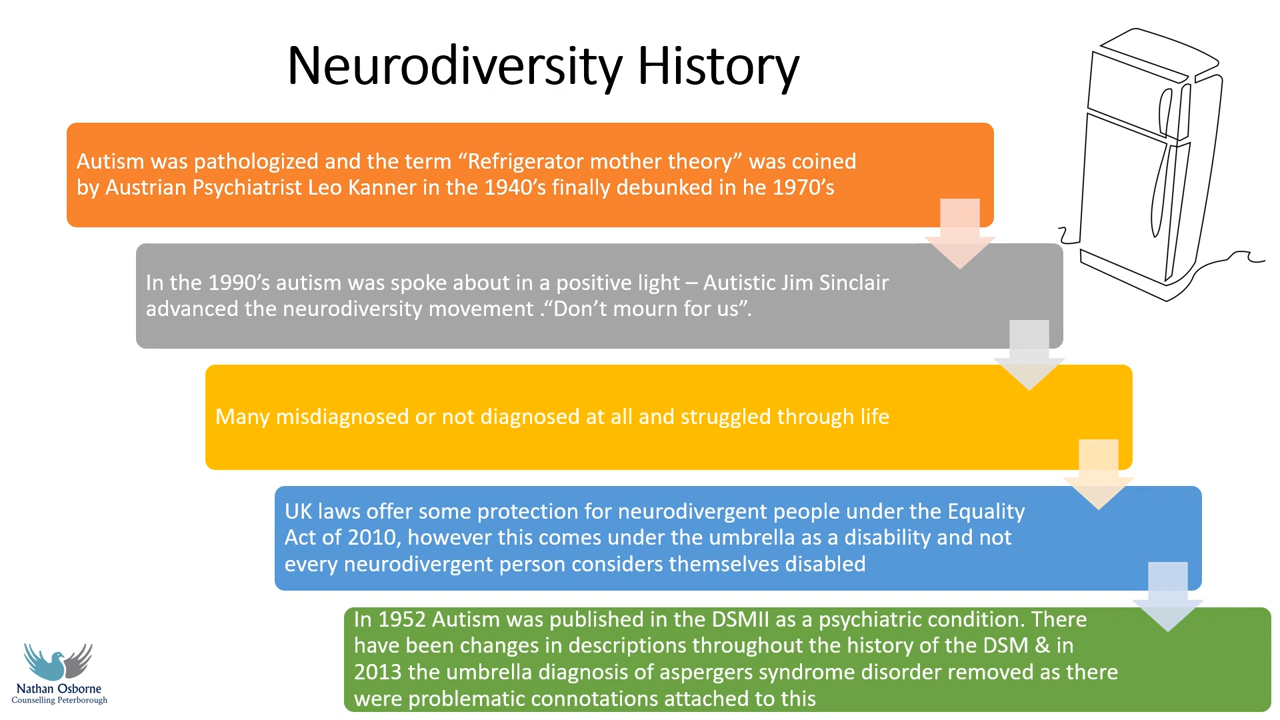 Neurodiversity History
Autism was pathologized and the term “Refrigerator mother theory” was coined
by Austrian Psychiatrist Leo Kanner in the 1940’s finally debunked in he 1970’s
In the 1990’s autism was spoke about in a positive light – Autistic Jim Sinclair
advanced the neurodiversity movement .“Don’t mourn for us”.
Many misdiagnosed or not diagnosed at all and struggled through life
UK laws offer some protection for neurodivergent people under the Equality
Act of 2010, however this comes under the umbrella as a disability and not
every neurodivergent person considers themselves disabled
In 1952 Autism was published in the DSMII as a psychiatric condition. There
have been changes in descriptions throughout the history of the DSM & in
2013 the umbrella diagnosis of aspergers syndrome disorder removed as there
were problematic connotations attached to this
Nathan Osborne
Counselling Peterborough